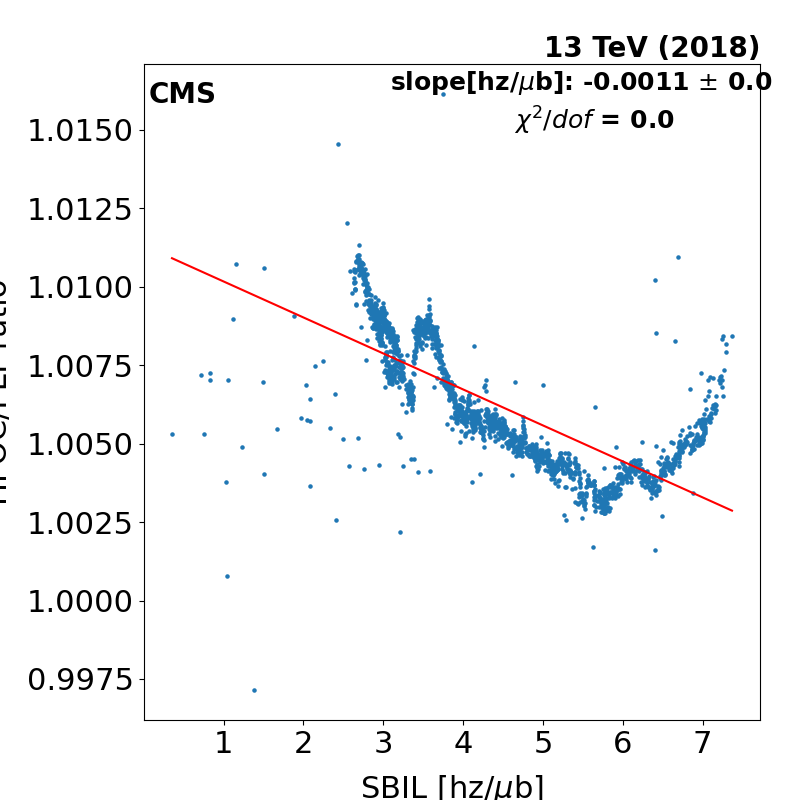 13 TeV (2018)
CMS
slope[hz/μb]: -0.0011 ± 0.0
χ²/dof = 0.0
1.0150
1.0125
1.0100
1.0075
1.0050
1.0025
1.0000
0.9975
1 2 3 4 5 6 7
SBIL [hz/μb]